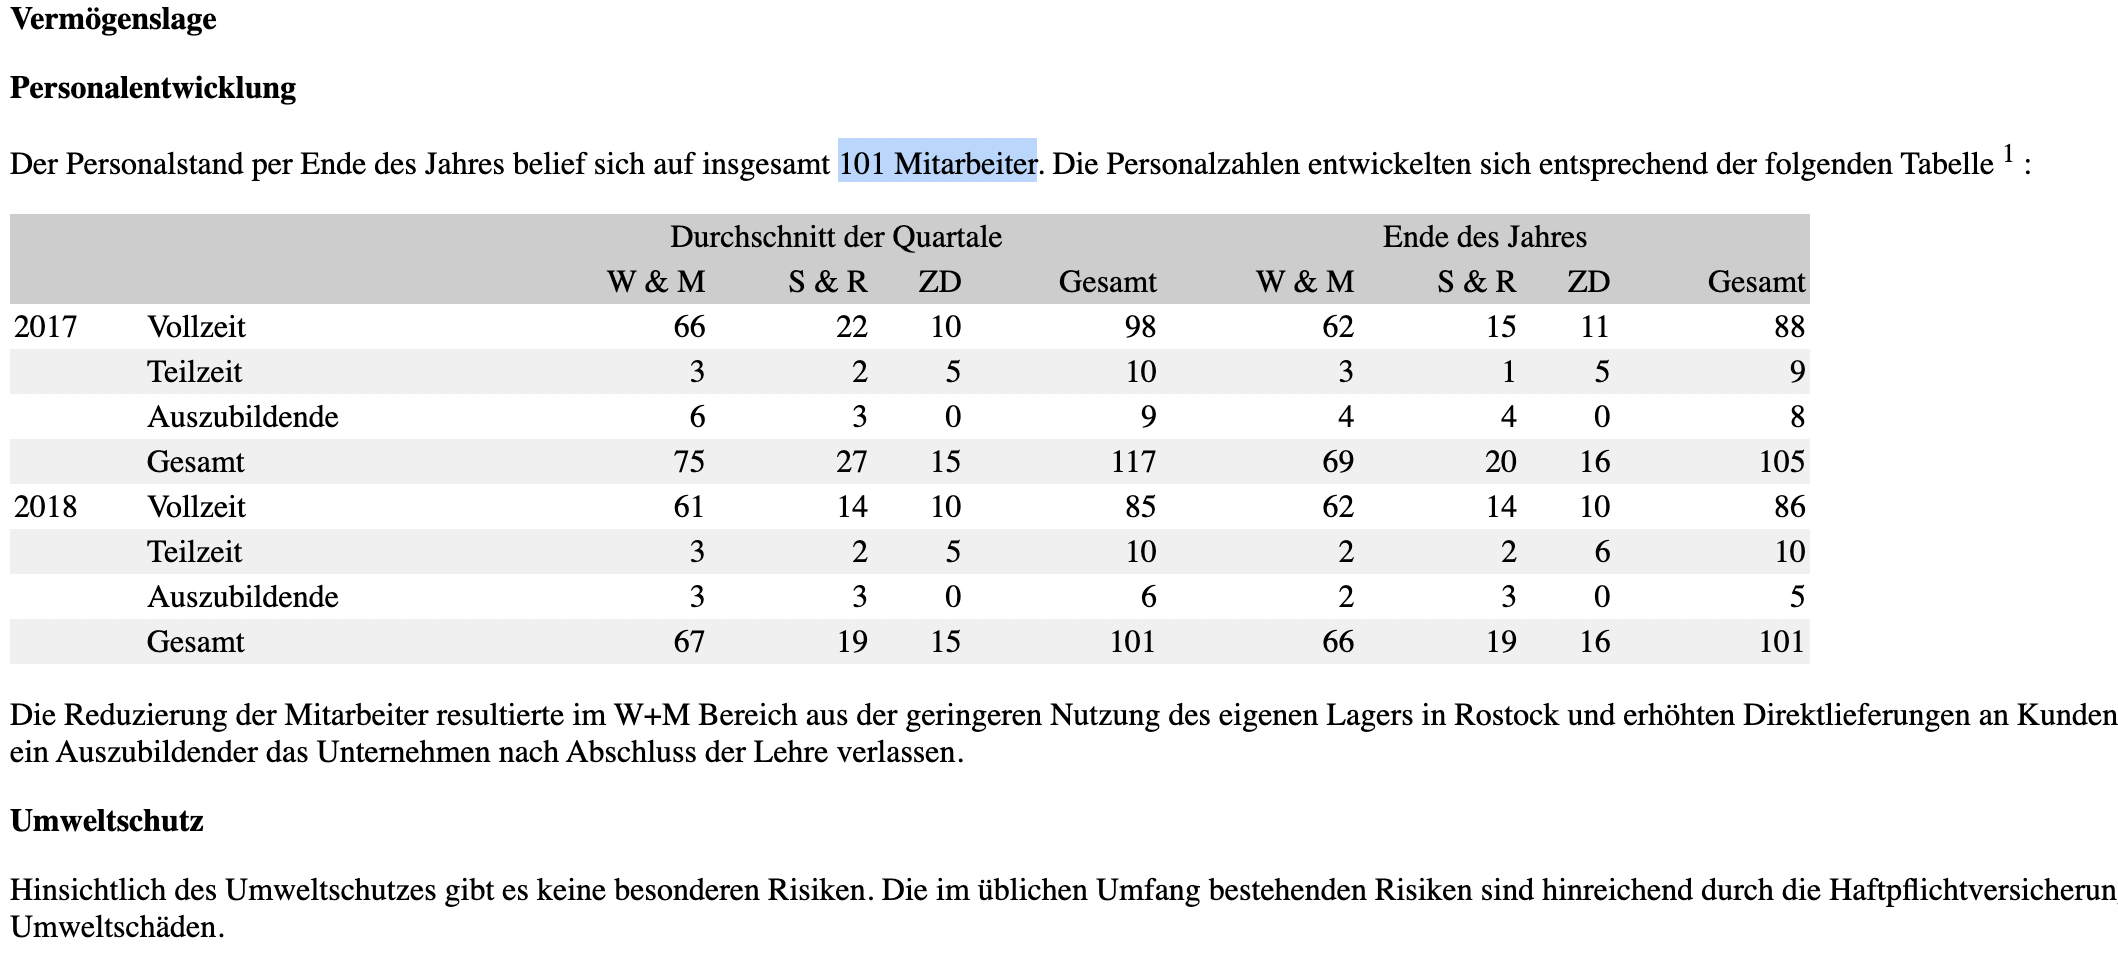 Vermögenslage
Personalentwicklung
Der Personalstand per Ende des Jahres belief sich auf insgesamt 101 Mitarbeiter. Die Personalzahlen entwickelten sich entsprechend der folgenden Tabelle 1 :
Durchschnitt der Quartale Ende des Jahres
W & M S & R ZD Gesamt W & M S & R ZD Gesamt
2017 Vollzeit 66 22 10 98 62 15 11 88
Teilzeit 3 2 5 10 3 1 5 9
Auszubildende 6 3 0 9 4 4 0 8
Gesamt 75 27 15 117 69 20 16 105
2018 Vollzeit 61 14 10 85 62 14 10 86
Teilzeit 3 2 5 10 2 2 6 10
Auszubildende 3 3 0 6 2 3 0 5
Gesamt 67 19 15 101 66 19 16 101
Die Reduzierung der Mitarbeiter resultierte im W+M Bereich aus der geringeren Nutzung des eigenen Lagers in Rostock und erhöhten Direktlieferungen an Kunden
ein Auszubildender das Unternehmen nach Abschluss der Lehre verlassen.
Umweltschutz
Hinsichtlich des Umweltschutzes gibt es keine besonderen Risiken. Die im üblichen Umfang bestehenden Risiken sind hinreichend durch die Haftpflichtversicherun
Umweltschäden.